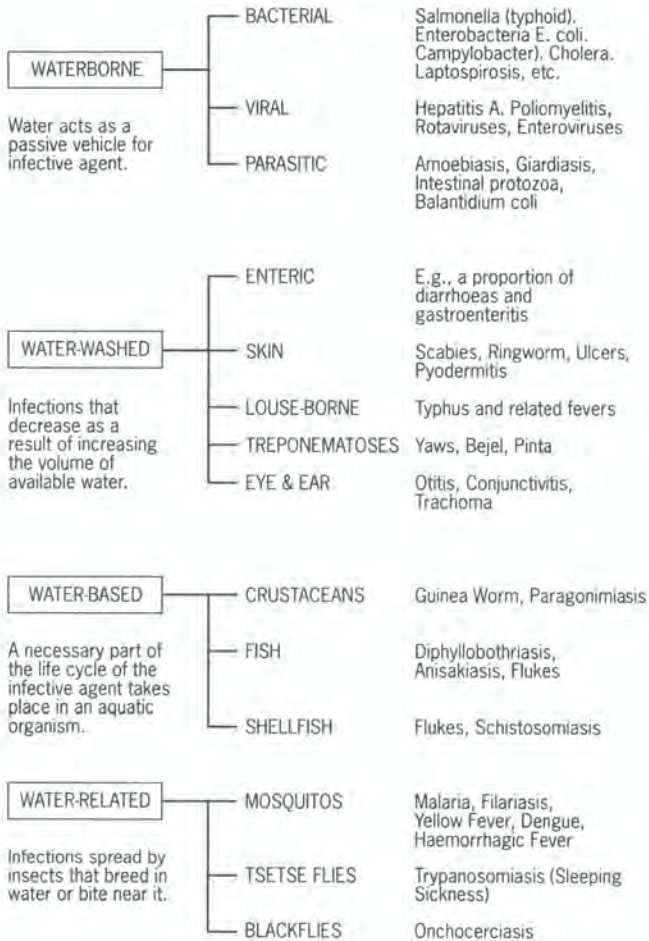 WATERBORNE
Water acts as a
passive vehicle for
infective agent.
BACTERIAL
Salmonella (typhoid).
Enterobacteria E. coli.
Campylobacter). Cholera.
Laptospirosis, etc.
VIRAL
Hepatitis A. Poliomyelitis,
Rotaviruses, Enteroviruses
PARASITIC
Amoebiasis, Giardiasis,
Intestinal protozoa,
Balantidium coli
WATER-WASHED
Infections that
decrease as a
result of increasing
the volume of
available water.
ENTERIC
E.g., a proportion of
diarrhoeas and
gastroenteritis
SKIN
Scabies, Ringworm, Ulcers,
Pyodermitis
LOUSE-BORNE
Typhus and related fevers
TREPONEMATOSES
Yaws, Bejel, Pinta
EYE & EAR
Otitis, Conjunctivitis,
Trachoma
WATER-BASED
A necessary part of
the life cycle of the
infective agent takes
place in an aquatic
organism.
CRUSTACEANS
Guinea Worm, Paragonimiasis
FISH
Diphyllobothriasis,
Anisakiasis, Flukes
SHELLFISH
Flukes, Schistosomiasis
WATER-RELATED
Infections spread by
insects that breed in
water or bite near it.
MOSQUITOS
Malaria, Filariasis,
Yellow Fever, Dengue,
Haemorrhagic Fever
TSETSE FLIES
Trypanosomiasis (Sleeping
Sickness)
BLACKFLIES
Onchocerciasis